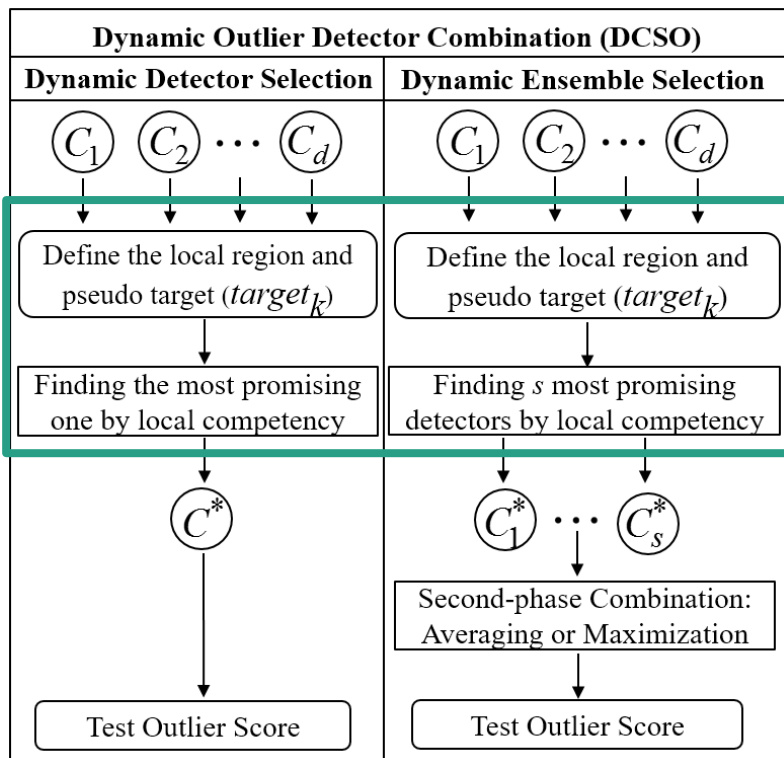 Dynamic Outlier Detector Combination (DCSO)
Dynamic Detector Selection
C1 C2 ··· Cd
Define the local region and
pseudo target (targetk)
Finding the most promising
one by local competency
C*
Test Outlier Score
Dynamic Ensemble Selection
C1 C2 ··· Cd
Define the local region and
pseudo target (targetk)
Finding s most promising
detectors by local competency
C*1 ··· C*s
Second-phase Combination:
Averaging or Maximization
Test Outlier Score